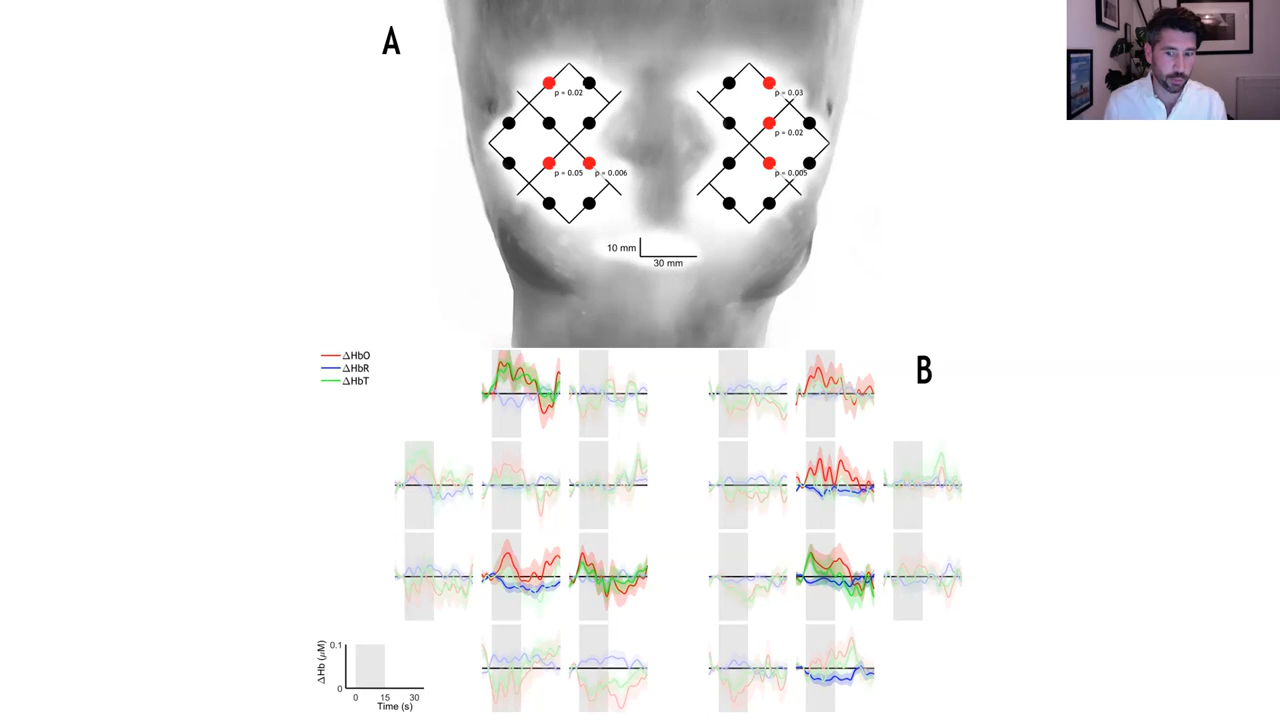 A
p = 0.02
p = 0.03
p = 0.02
p = 0.05
p = 0.006
p = 0.005
10 mm
30 mm
B
ΔHbO
ΔHbR
ΔHbT
ΔHb (μM)
0.1
0
0 15 30
Time (s)